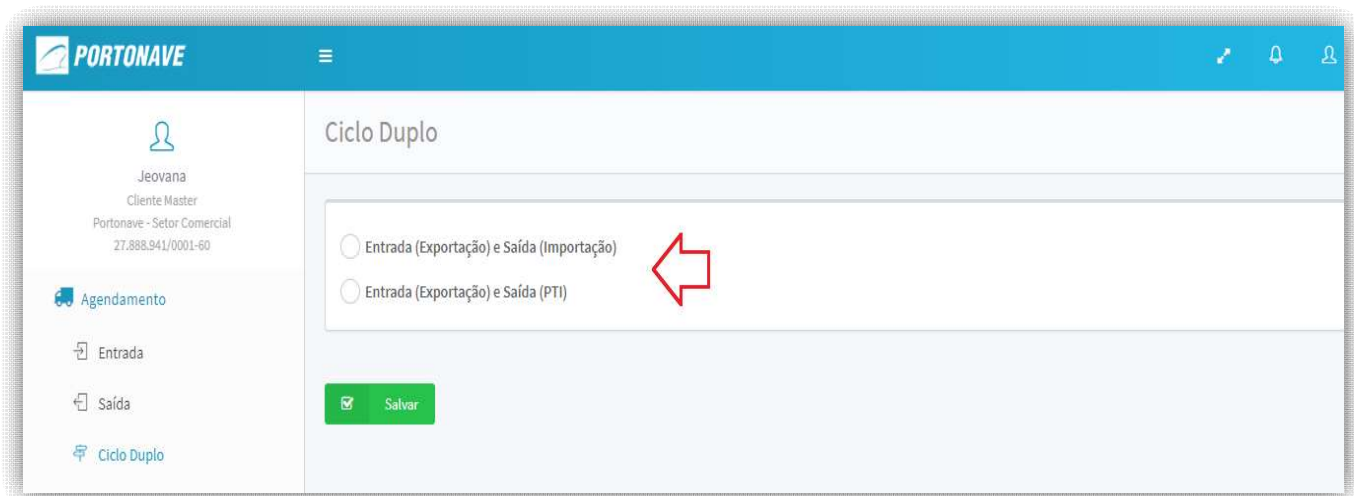 PORTONAVE
Jeovana
Cliente Master
Portonave - Setor Comercial
27.888.941/0001-60
Agendamento
Entrada
Saída
Ciclo Duplo
Ciclo Duplo
Entrada (Exportação) e Saída (Importação)
Entrada (Exportação) e Saída (PTI)
Salvar